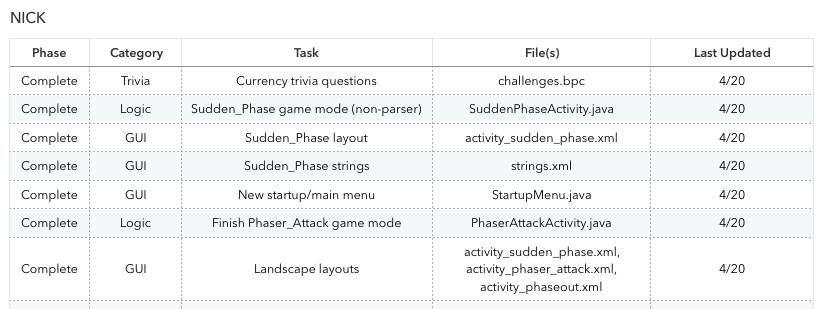 NICK
Phase Category Task File(s) Last Updated
Complete Trivia Currency trivia questions challenges.bpc 4/20
Complete Logic Sudden_Phase game mode (non-parser) SuddenPhaseActivity.java 4/20
Complete GUI Sudden_Phase layout activity_sudden_phase.xml 4/20
Complete GUI Sudden_Phase strings strings.xml 4/20
Complete GUI New startup/main menu StartupMenu.java 4/20
Complete Logic Finish Phaser_Attack game mode PhaserAttackActivity.java 4/20
activity_sudden_phase.xml,
Complete GUI Landscape layouts activity_phaser_attack.xml, 4/20
activity_phaseout.xml